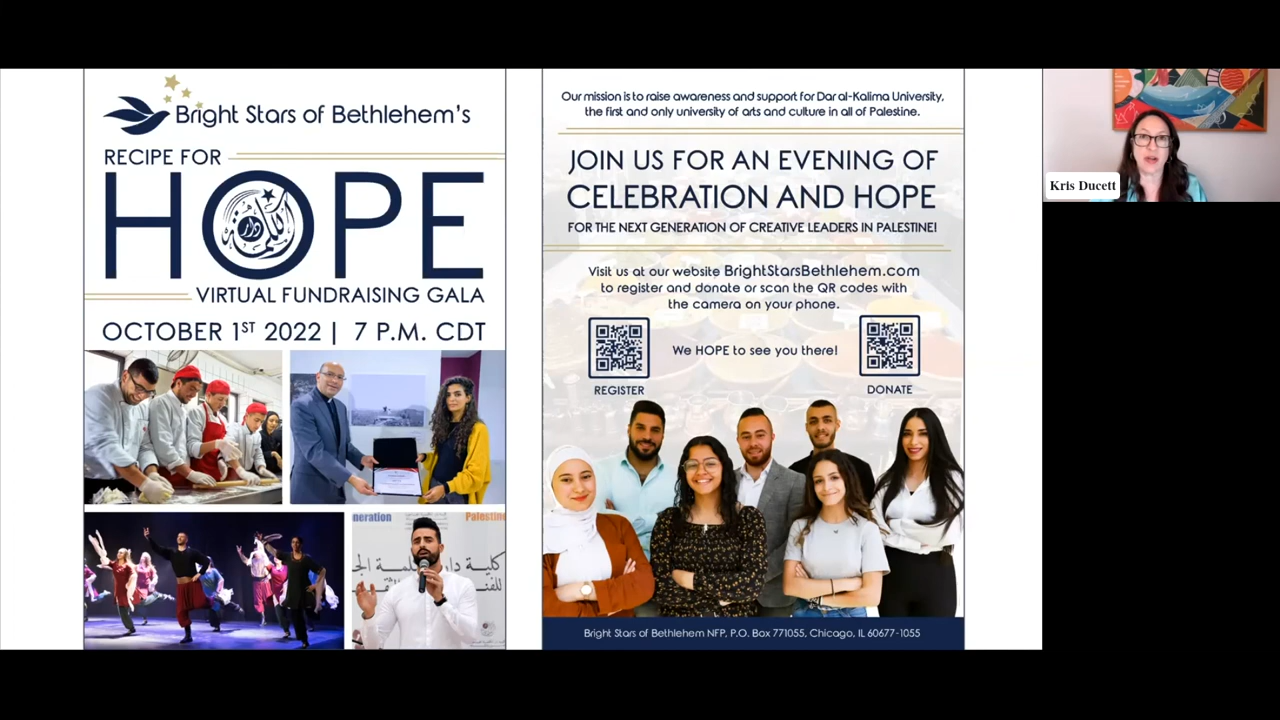 Bright Stars of Bethlehem's
RECIPE FOR
HOPE
دار
الكلمة
VIRTUAL FUNDRAISING GALA
OCTOBER 1ST 2022 | 7 P.M. CDT
neration
Palestine
Our mission is to raise awareness and support for Dar al-Kalima University,
the first and only university of arts and culture in all of Palestine.
JOIN US FOR AN EVENING OF
CELEBRATION AND HOPE
FOR THE NEXT GENERATION OF CREATIVE LEADERS IN PALESTINE!
Visit us at our website BrightStarsBethlehem.com
to register and donate or scan the QR codes with
the camera on your phone.
We HOPE to see you there!
REGISTER
DONATE
Bright Stars of Bethlehem NFP, P.O. Box 771055, Chicago, IL 60677-1055
Kris Ducett